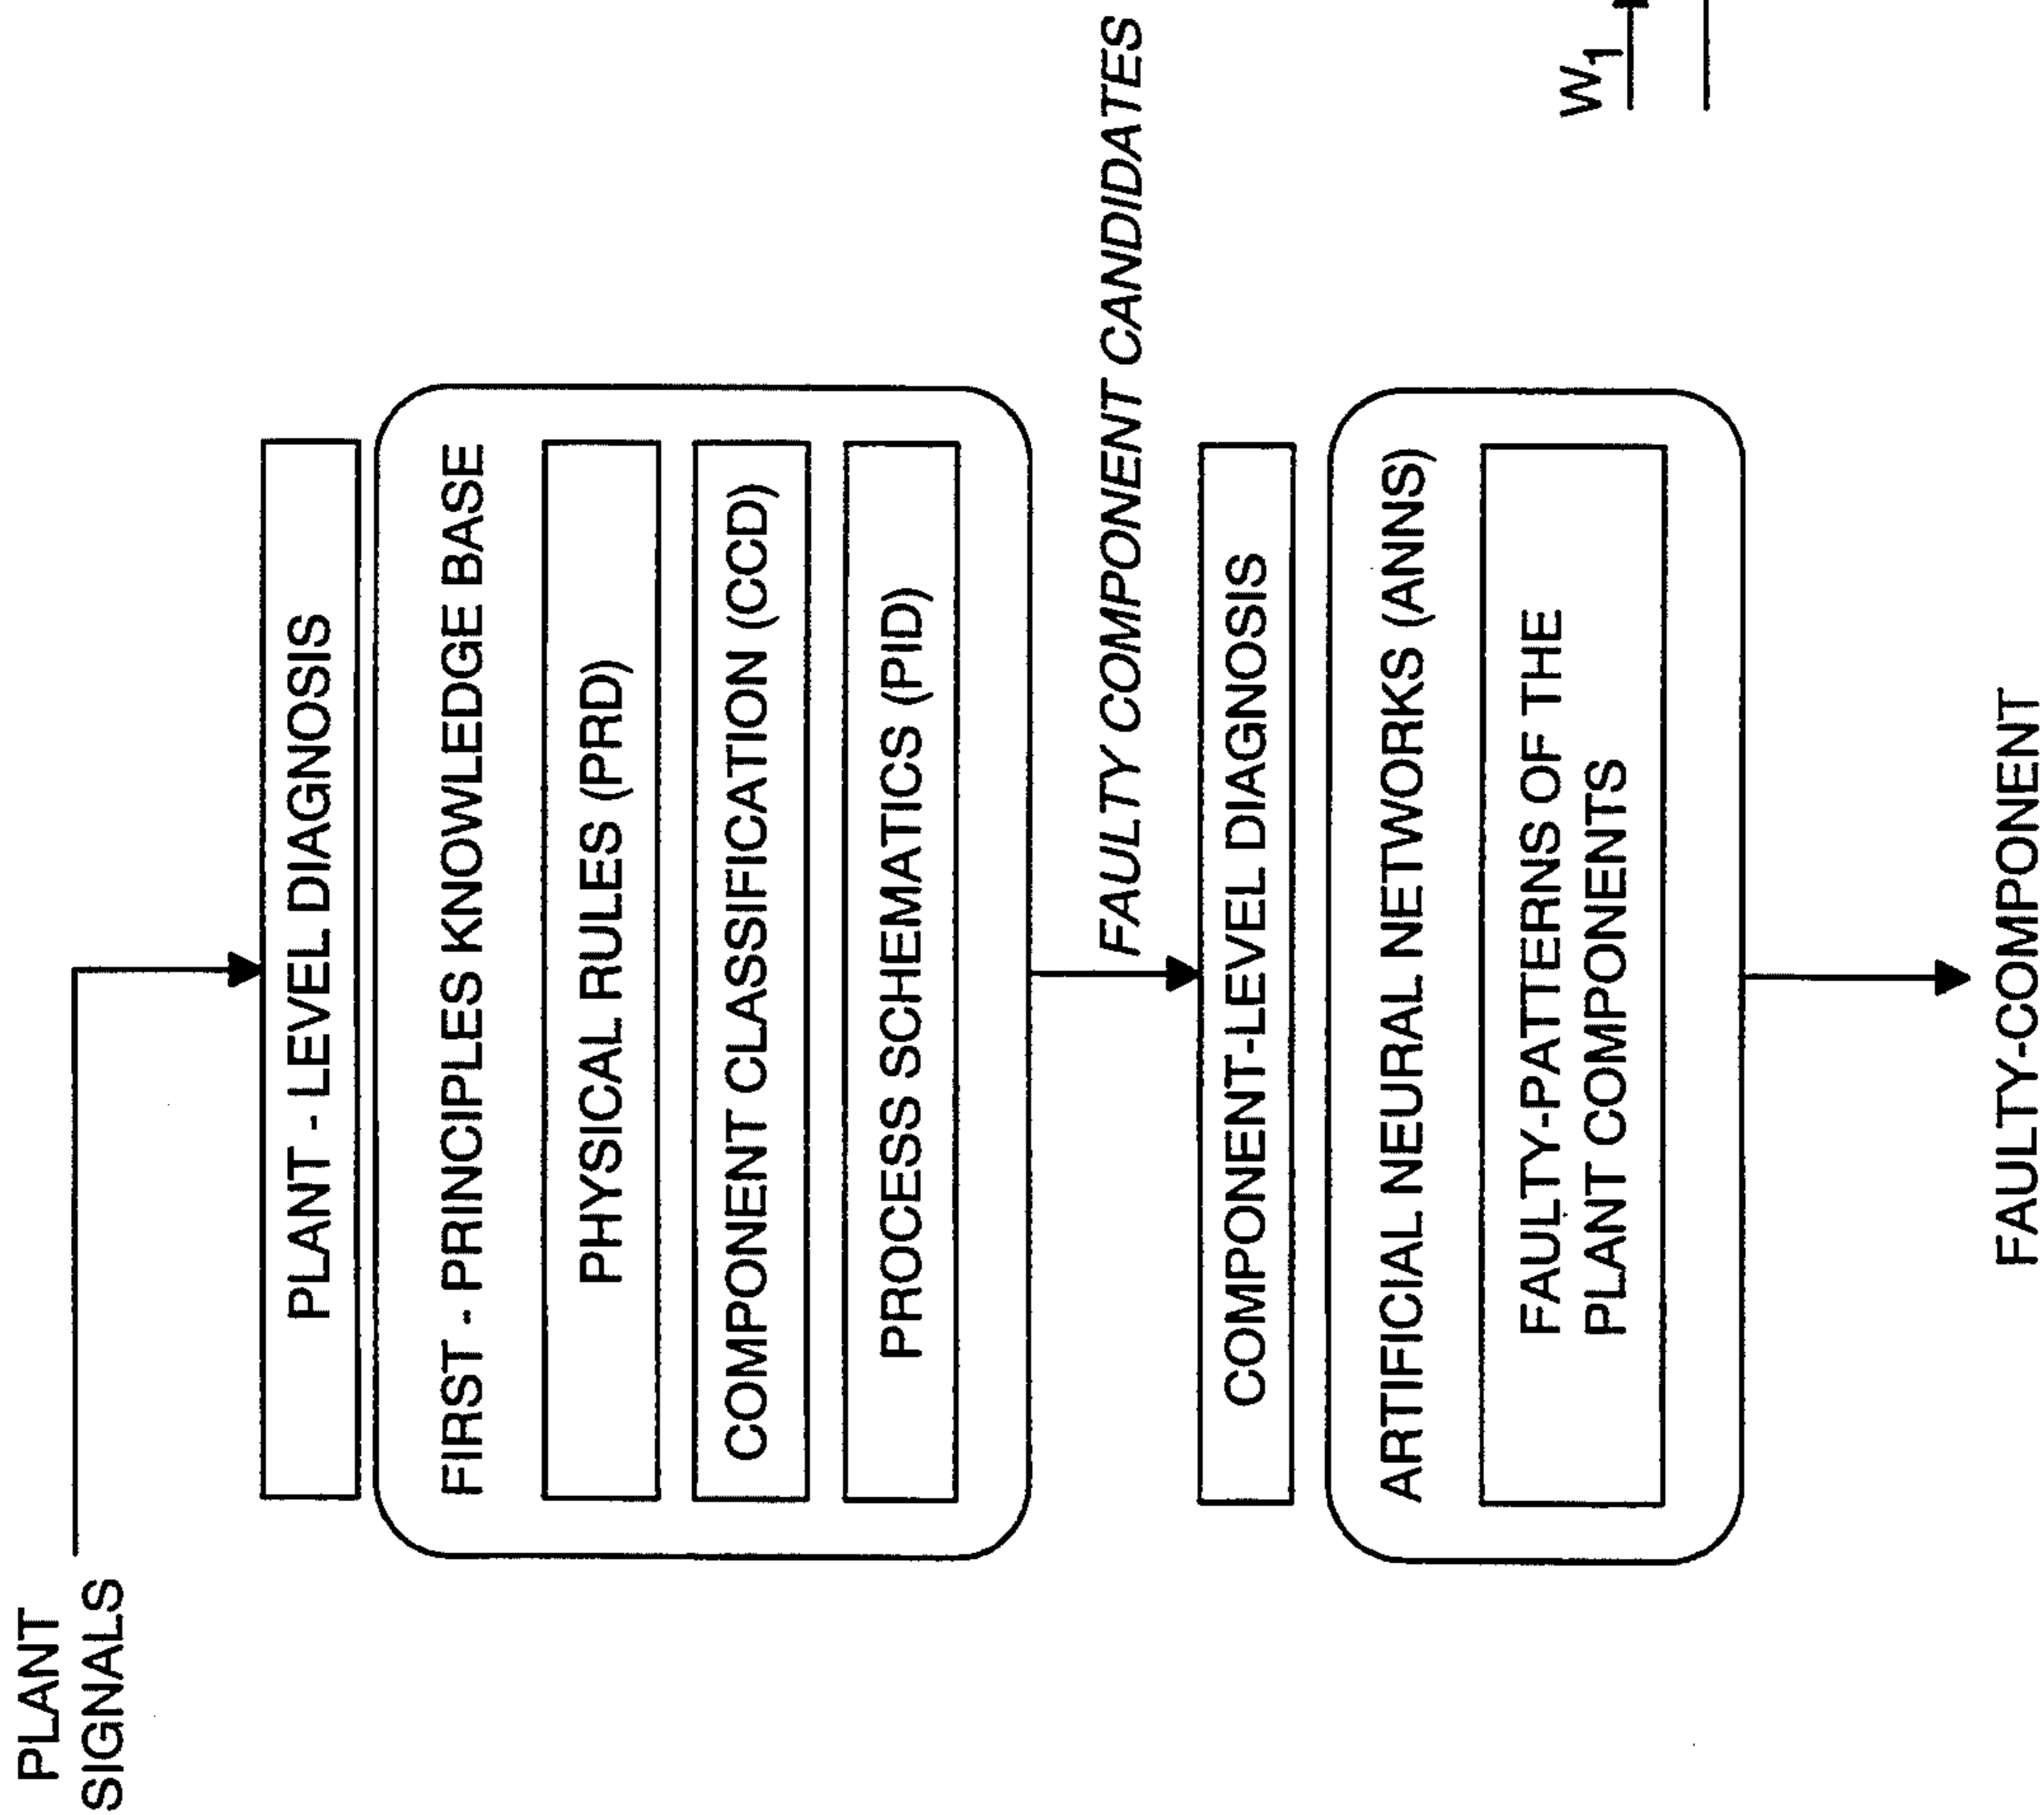 PLANT
SIGNALS
PLANT - LEVEL DIAGNOSIS
FIRST - PRINCIPLES KNOWLEDGE BASE
PHYSICAL RULES (PRD)
COMPONENT CLASSIFICATION (CCD)
PROCESS SCHEMATICS (PID)
FAULTY COMPONENT CANDIDATES
COMPONENT-LEVEL DIAGNOSIS
ARTIFICIAL NEURAL NETWORKS (ANNS)
FAULTY-PATTERNS OF THE
PLANT COMPONENTS
FAULTY-COMPONENT
W1